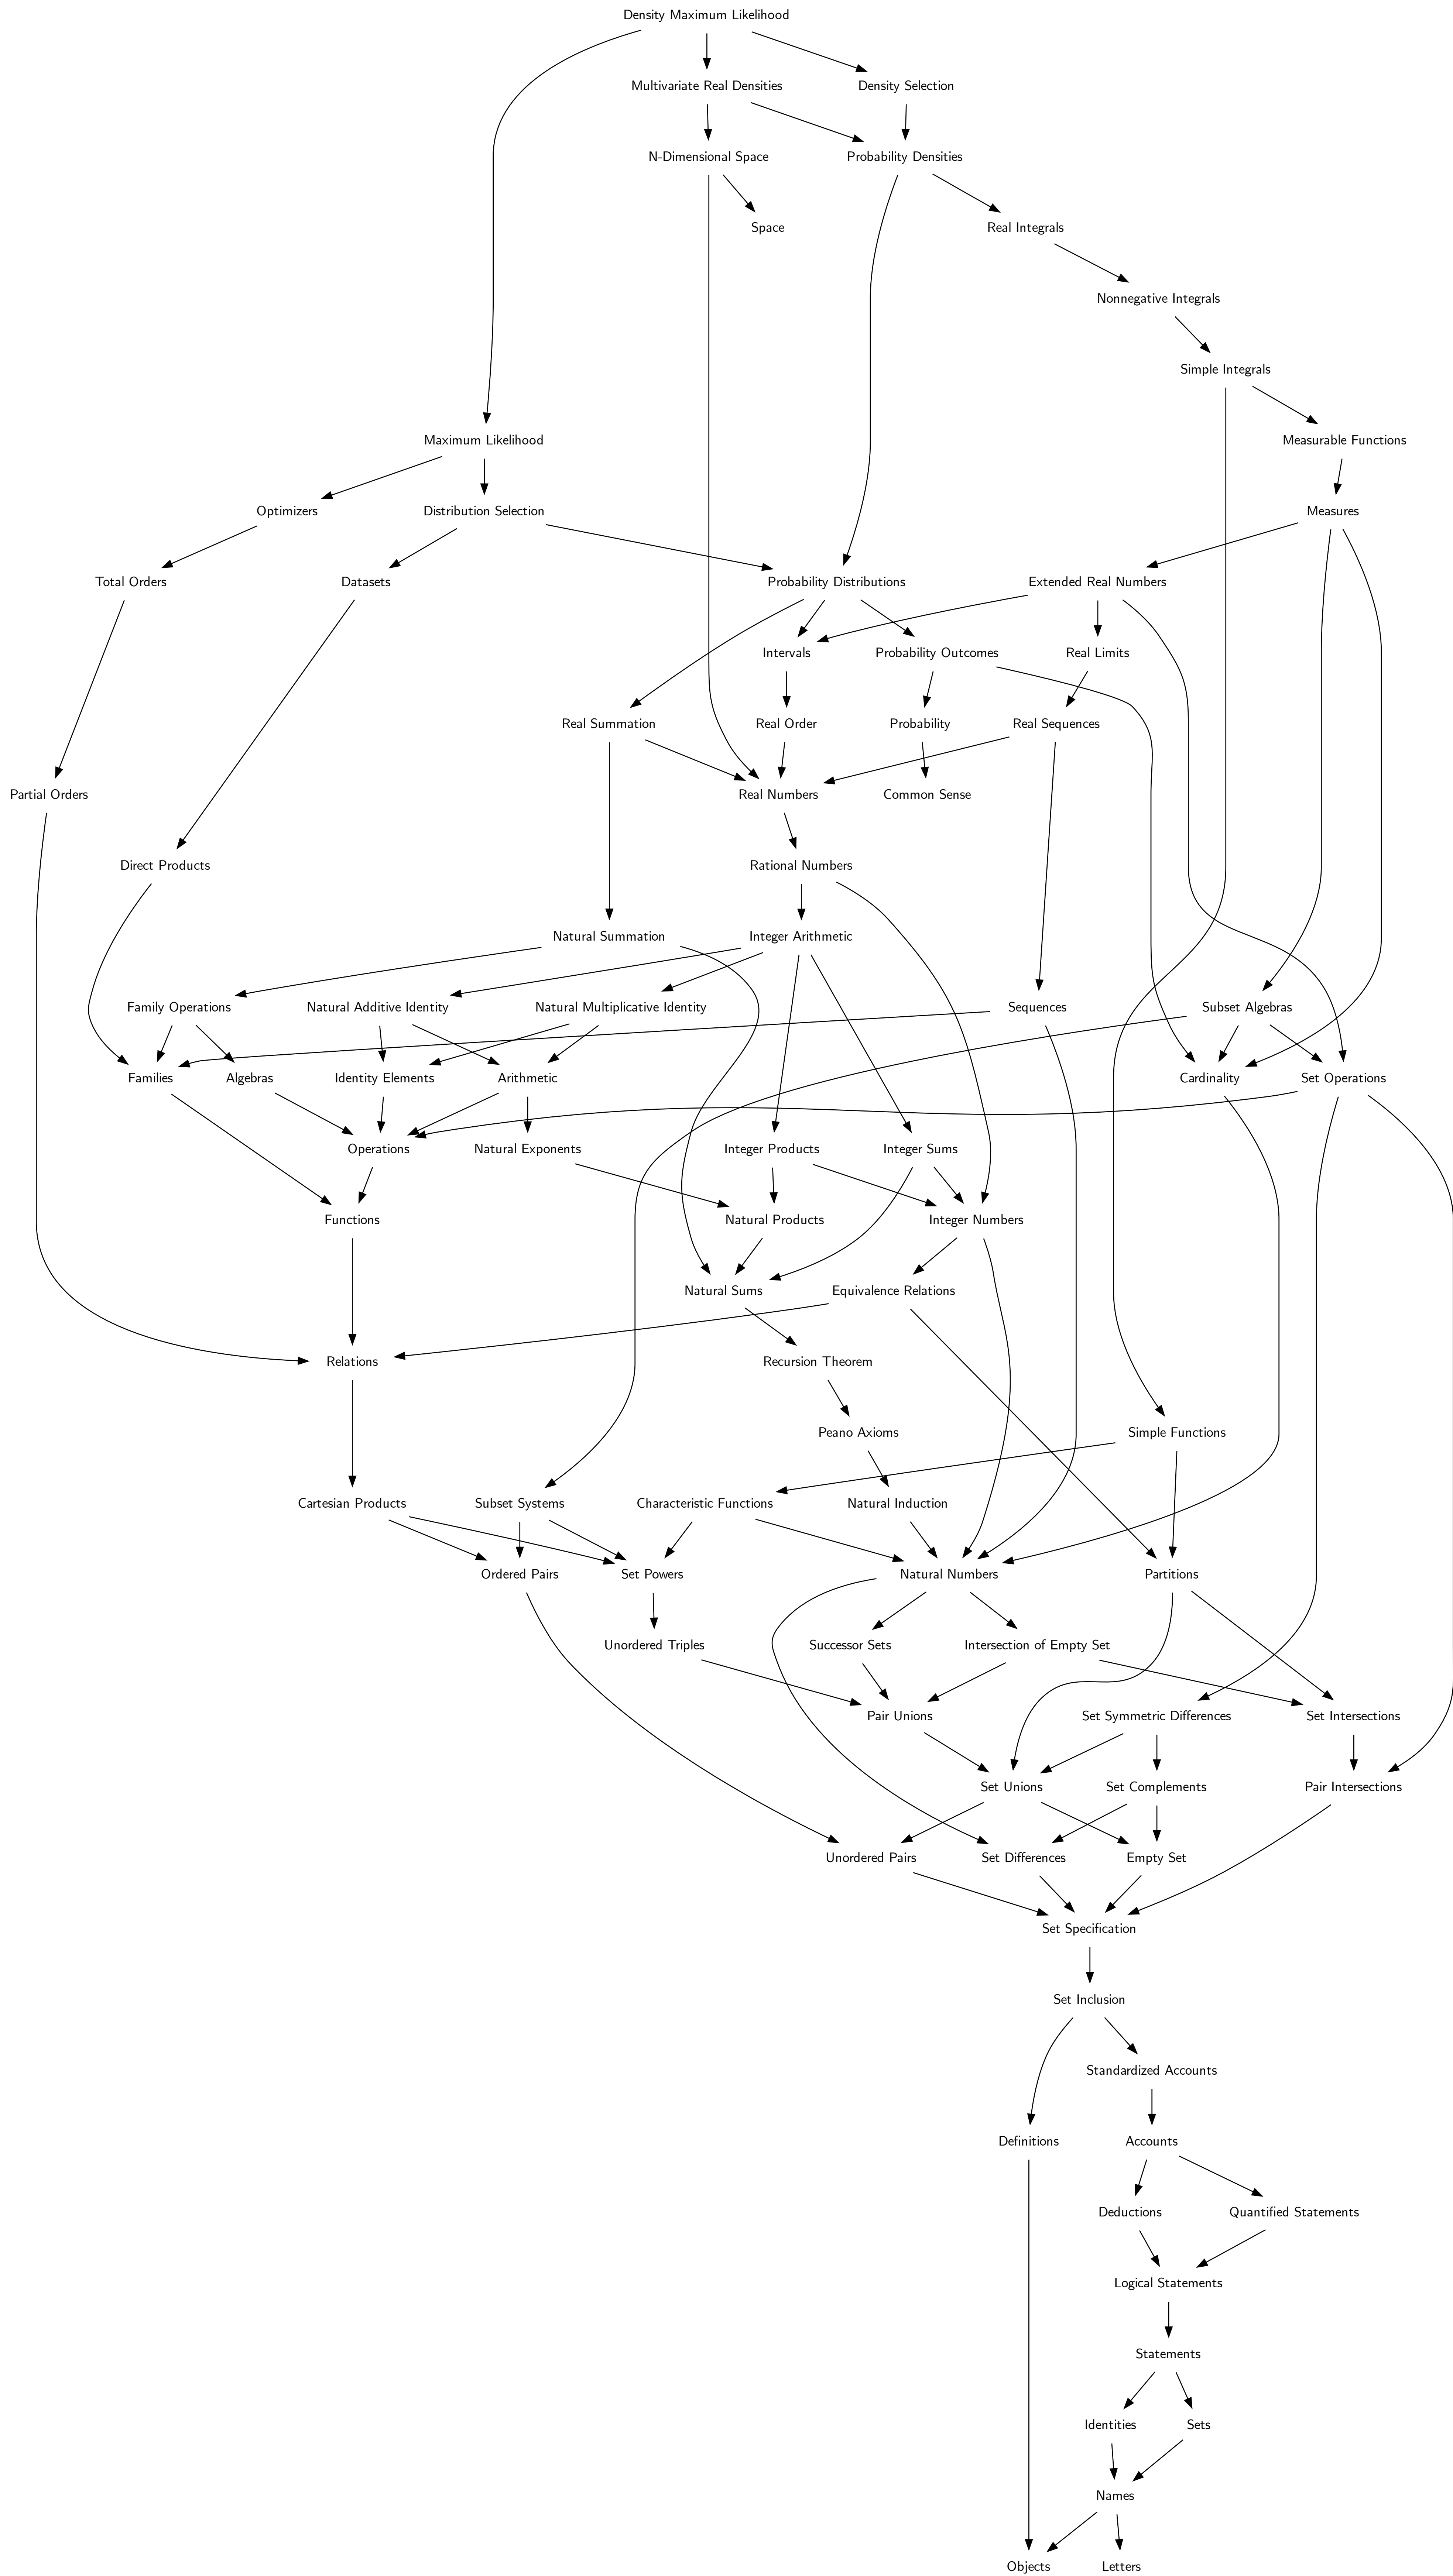 Density Maximum Likelihood
Multivariate Real Densities
Density Selection
N-Dimensional Space
Probability Densities
Space
Real Integrals
Nonnegative Integrals
Simple Integrals
Maximum Likelihood
Measurable Functions
Optimizers
Distribution Selection
Measures
Total Orders
Datasets
Probability Distributions
Extended Real Numbers
Intervals
Probability Outcomes
Real Limits
Real Summation
Real Order
Probability
Real Sequences
Partial Orders
Real Numbers
Common Sense
Direct Products
Rational Numbers
Natural Summation
Integer Arithmetic
Family Operations
Natural Additive Identity
Natural Multiplicative Identity
Sequences
Subset Algebras
Families
Algebras
Identity Elements
Arithmetic
Cardinality
Set Operations
Operations
Natural Exponents
Integer Products
Integer Sums
Functions
Natural Products
Integer Numbers
Natural Sums
Equivalence Relations
Relations
Recursion Theorem
Peano Axioms
Simple Functions
Cartesian Products
Subset Systems
Characteristic Functions
Natural Induction
Ordered Pairs
Set Powers
Natural Numbers
Partitions
Unordered Triples
Successor Sets
Intersection of Empty Set
Pair Unions
Set Symmetric Differences
Set Intersections
Set Unions
Set Complements
Pair Intersections
Unordered Pairs
Set Differences
Empty Set
Set Specification
Set Inclusion
Standardized Accounts
Definitions
Accounts
Deductions
Quantified Statements
Logical Statements
Statements
Identities
Sets
Names
Objects
Letters